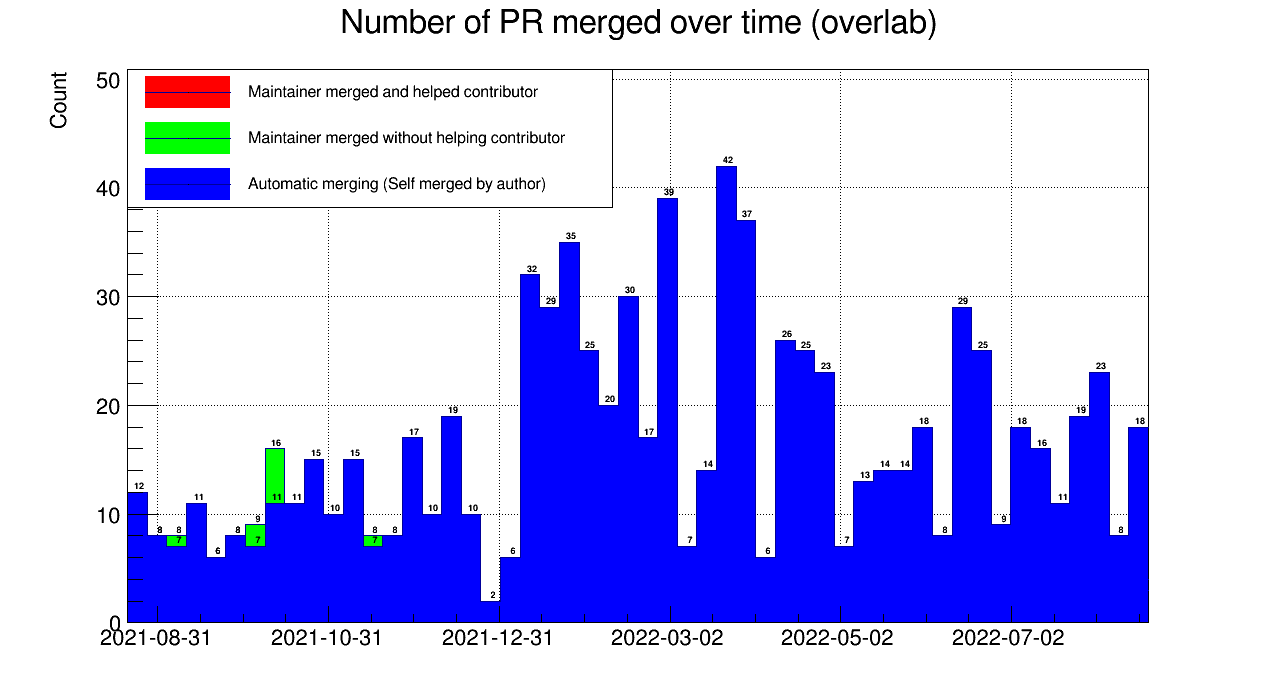 Number of PR merged over time (overlab)
Count
50
40
30
20
10
0
Maintainer merged and helped contributor
Maintainer merged without helping contributor
Automatic merging (Self merged by author)
12 8 8 7 11 6 8 9 7 16 11 11 15 10 15 8 7 8 17 10 19 10 2 6 32 29 35 25 20 30 17 39 7 14 42 37 6 26 25 23 7 13 14 14 18 8 29 25 9 18 16 11 19 23 8 18
2021-08-31 2021-10-31 2021-12-31 2022-03-02 2022-05-02 2022-07-02